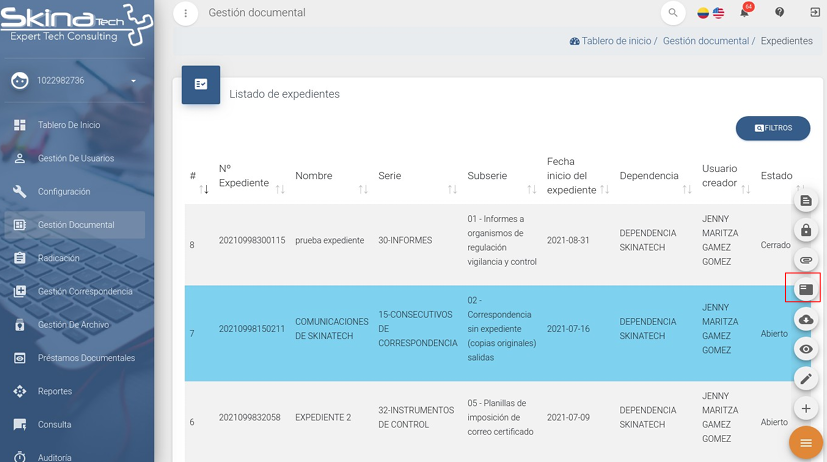 SkinaTech
Expert Tech Consulting
Gestión documental
64
Tablero de inicio / Gestión documental / Expedientes
1022982736
Tablero De Inicio
Gestión De Usuarios
Configuración
Gestión Documental
Radicación
Gestión Correspondencia
Gestión De Archivo
Préstamos Documentales
Reportes
Consulta
Auditoria
Listado de expedientes
FILTROS
#
Nº
Expediente
Nombre
Serie
Subserie
Fecha
inicio del
expediente
Dependencia
Usuario
creador
Estado
8
20210998300115
prueba expediente
30-INFORMES
01 - Informes a
organismos de
regulación
vigilancia y control
2021-08-31
DEPENDENCIA
SKINATECH
JENNY
MARITZA
GAMEZ
GOMEZ
Cerrado
7
20210998150211
COMUNICACIONES
DE SKINATECH
15-CONSECUTIVOS
DE
CORRESPONDENCIA
02 -
Correspondencia
sin expediente
(copias originales)
salidas
2021-07-16
DEPENDENCIA
SKINATECH
JENNY
MARITZA
GAMEZ
GOMEZ
Abierto
6
202109983​2058
EXPEDIENTE 2
32-INSTRUMENTOS
DE CONTROL
05 - Planillas de
imposición de
correo certificado
2021-07-09
DEPENDENCIA
SKINATECH
JENNY
MARITZA
GAMEZ
GOMEZ
Abierto